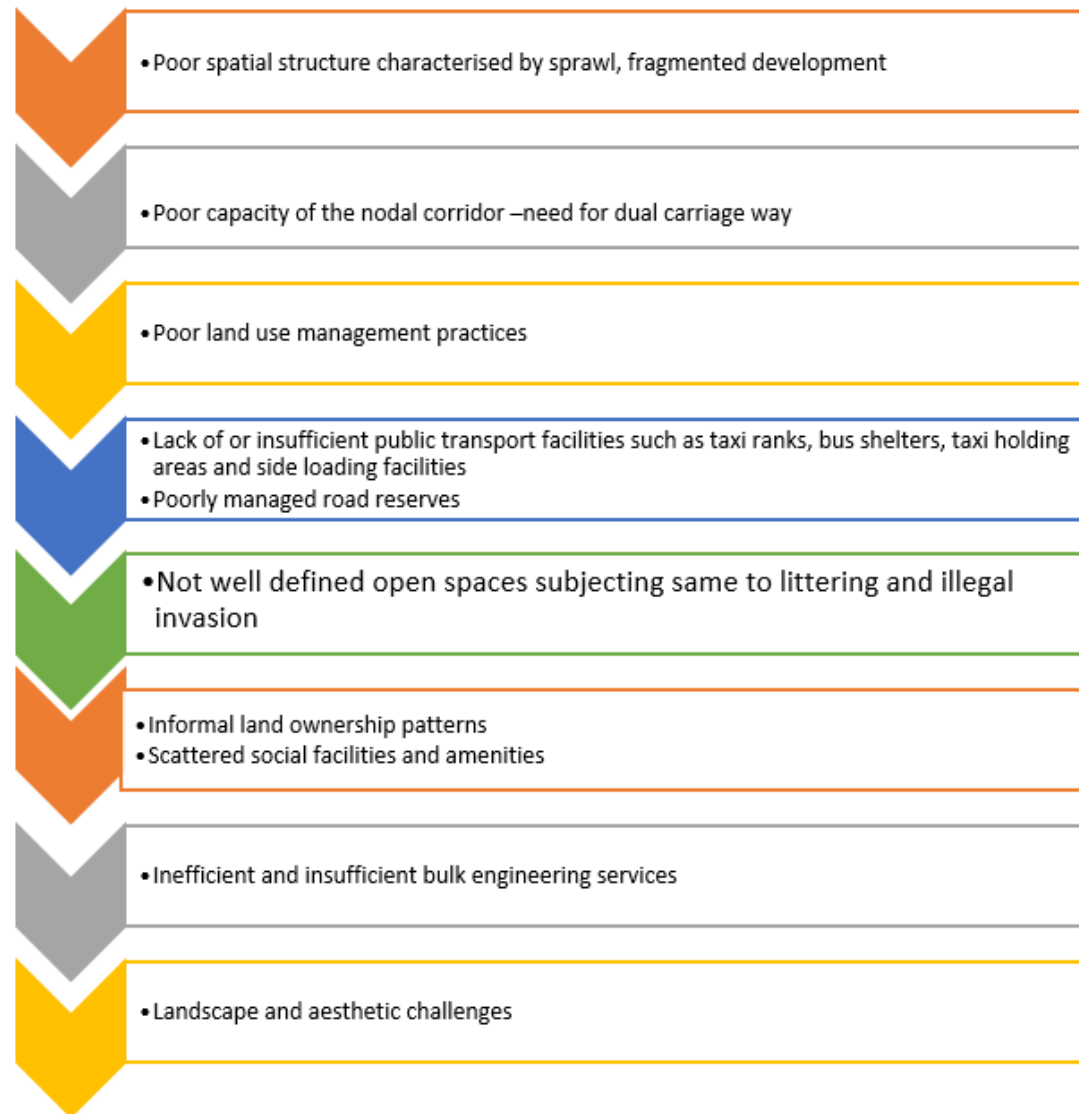 •Poor spatial structure characterised by sprawl, fragmented development
•Poor capacity of the nodal corridor –need for dual carriage way
•Poor land use management practices
•Lack of or insufficient public transport facilities such as taxi ranks, bus shelters, taxi holding
areas and side loading facilities
•Poorly managed road reserves
•Not well defined open spaces subjecting same to littering and illegal
invasion
•Informal land ownership patterns
•Scattered social facilities and amenities
•Inefficient and insufficient bulk engineering services
•Landscape and aesthetic challenges